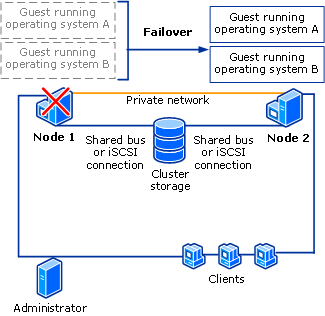 Guest running
operating system A
Guest running
operating system B
Failover
Guest running
operating system A
Guest running
operating system B
Private network
Node 1
Node 2
Shared bus
or iSCSI
connection
Shared bus
or iSCSI
connection
Cluster
storage
Clients
Administrator